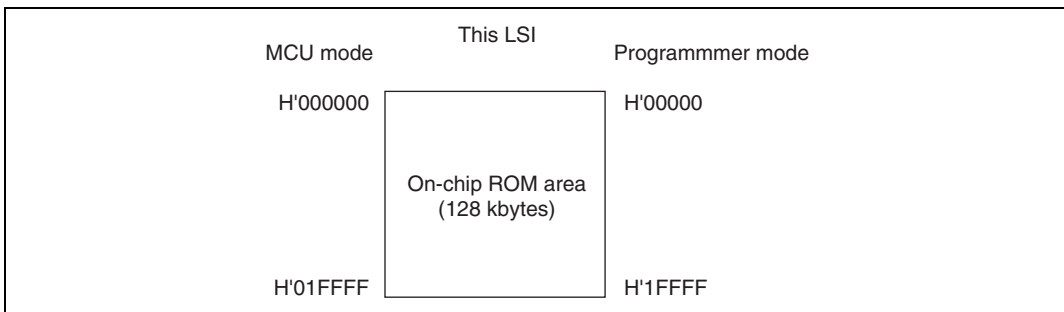 This LSI
MCU mode
Programmmer mode
H'000000
H'00000
On-chip ROM area
(128 kbytes)
H'01FFFF
H'1FFFF